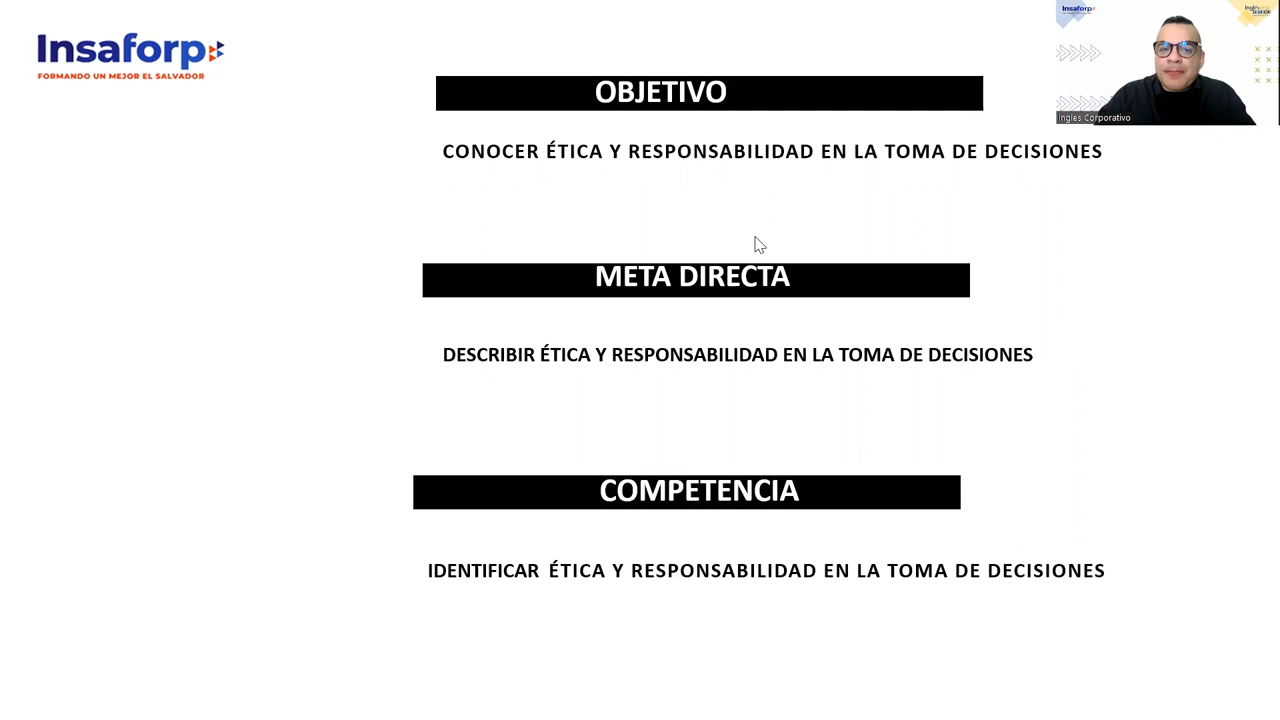 Insaforp
FORMANDO UN MEJOR EL SALVADOR
Insaforp
Ingles Corporativo
OBJETIVO
CONOCER ÉTICA Y RESPONSABILIDAD EN LA TOMA DE DECISIONES
META DIRECTA
DESCRIBIR ÉTICA Y RESPONSABILIDAD EN LA TOMA DE DECISIONES
COMPETENCIA
IDENTIFICAR ÉTICA Y RESPONSABILIDAD EN LA TOMA DE DECISIONES